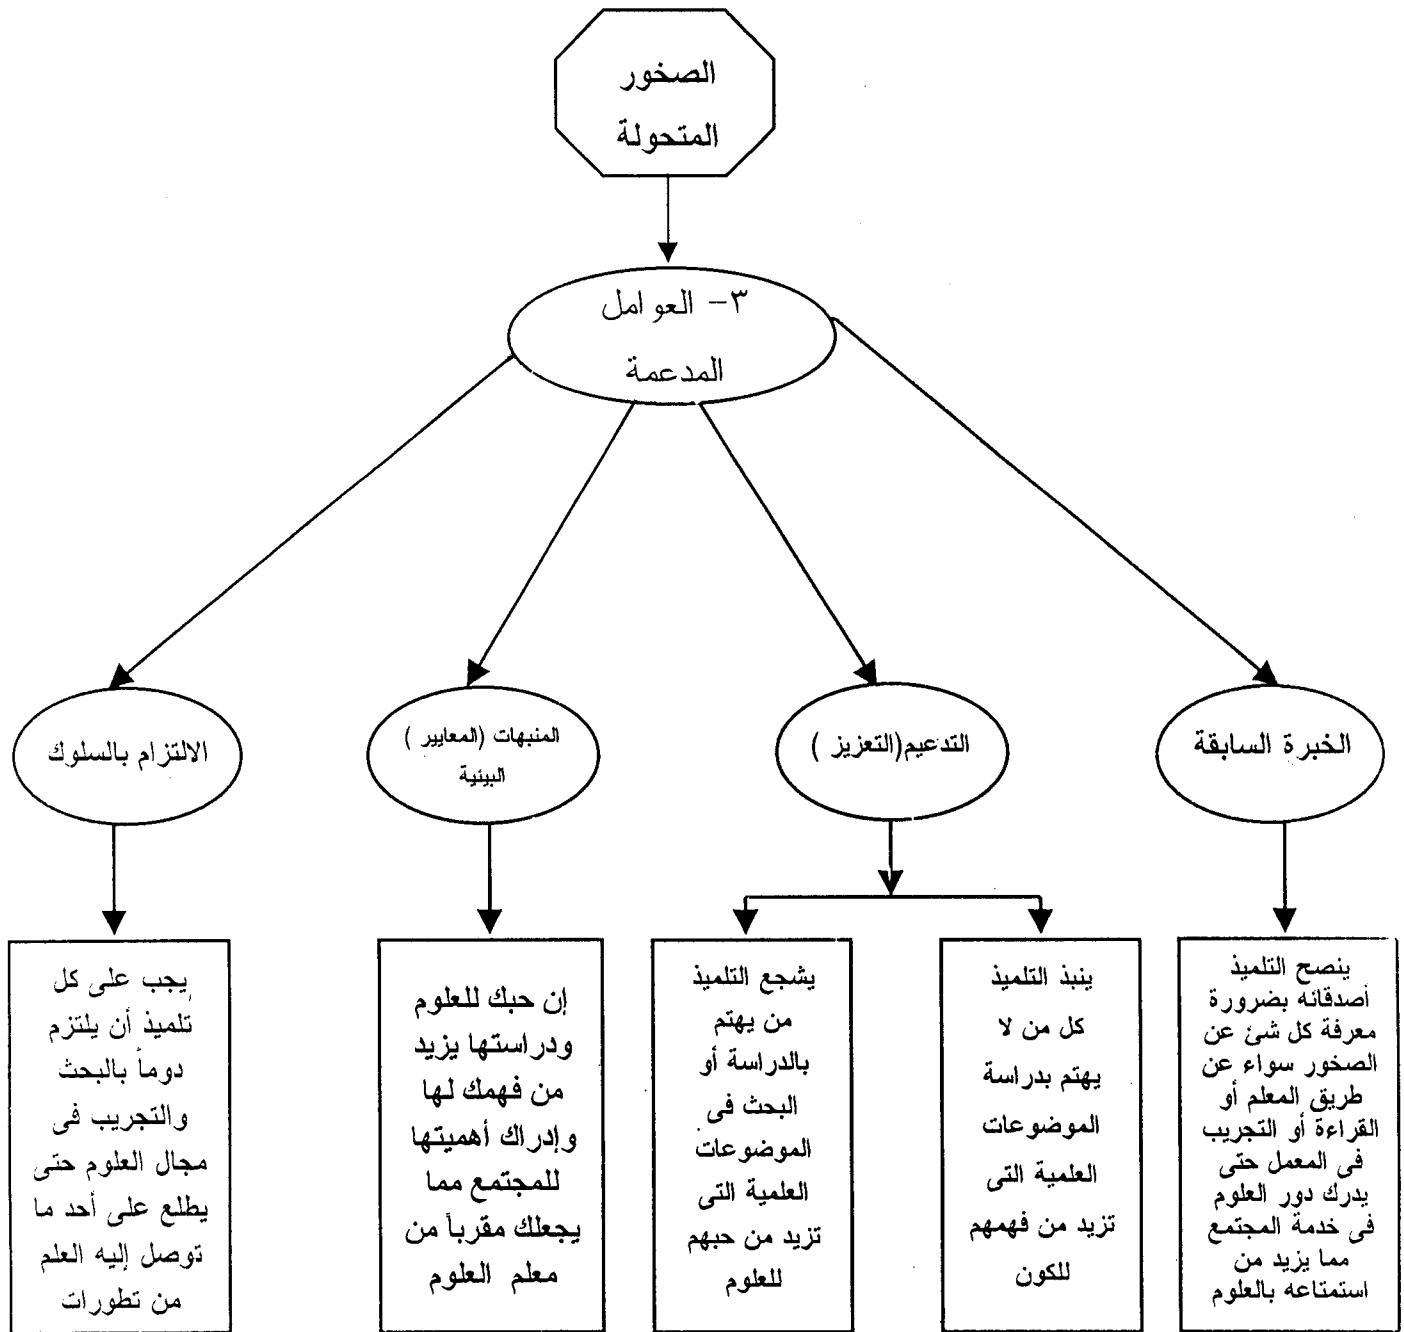 الصخور
المتحولة
٣- العوامل
المدعمة
الخبرة السابقة
التدعيم(التعزيز )
المنبهات (المعايير )
البيئية
الالتزام بالسلوك
ينصح التلميذ
أصدقائه بضرورة
معرفة كل شئ عن
الصخور سواء عن
طريق المعلم أو
القراءة أو التجريب
فى المعمل حتى
يدرك دور العلوم
فى خدمة المجتمع
مما يزيد من
استمتاعه بالعلوم
ينبذ التلميذ
كل من لا
يهتم بدراسة
الموضوعات
العلمية التى
تزيد من فهمهم
للكون
يشجع التلميذ
من يهتم
بالدراسة أو
البحث فى
الموضوعات
العلمية التى
تزيد من حبهم
للعلوم
إن حبك للعلوم
ودراستها يزيد
من فهمك لها
وإدراك أهميتها
للمجتمع مما
يجعلك مقرباً من
معلم العلوم
يجب على كل
تلميذ أن يلتزم
دوماً بالبحث
والتجريب فى
مجال العلوم حتى
يطلع على أحد ما
توصل إليه العلم
من تطورات